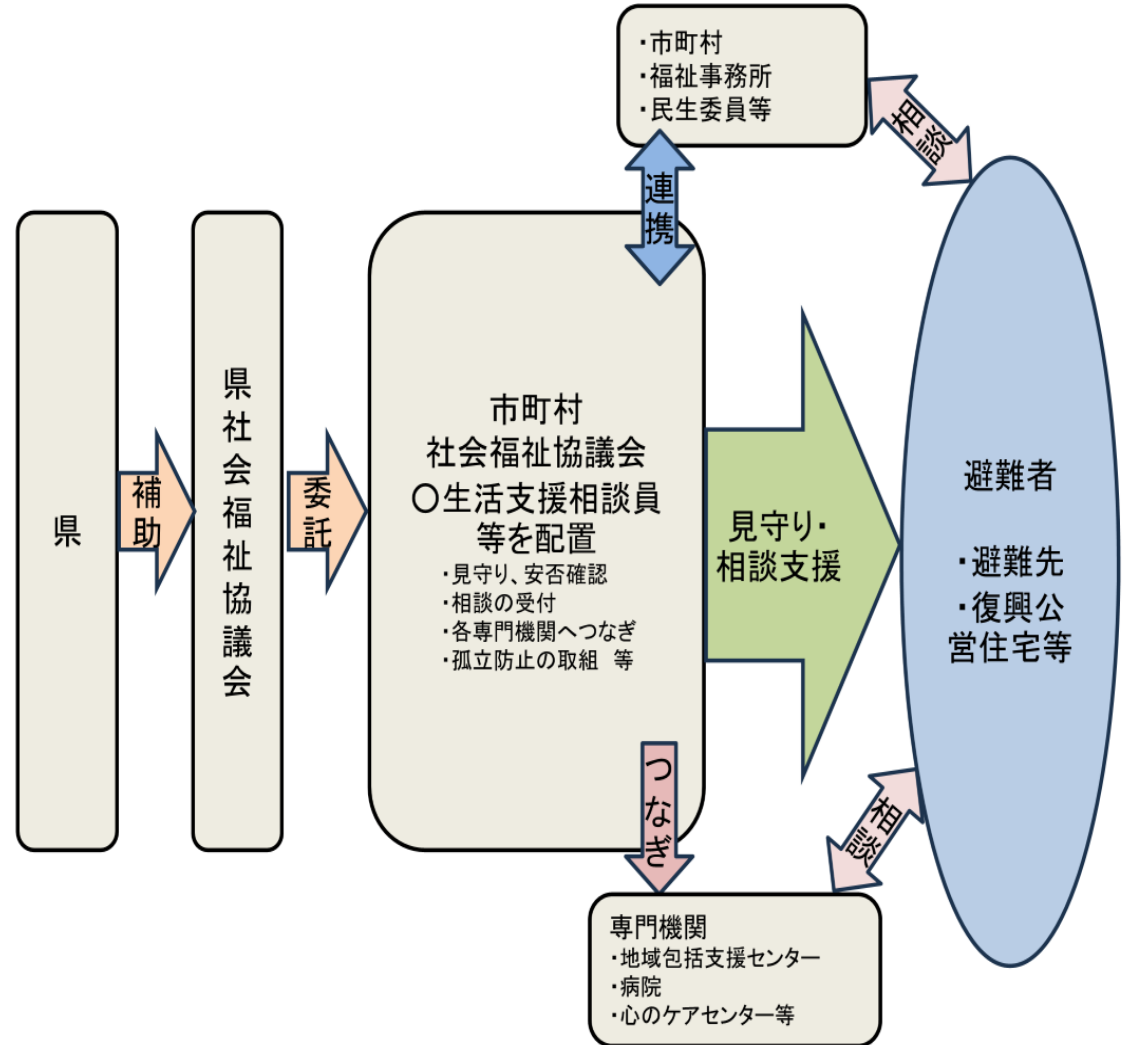 ・市町村
・福祉事務所
・民生委員等
相談
連携
県
補助
県社会福祉協議会
委託
市町村
社会福祉協議会
〇生活支援相談員
等を配置
・見守り、安否確認
・相談の受付
・各専門機関へつなぎ
・孤立防止の取組　等
見守り・
相談支援
避難者
・避難先
・復興公
営住宅等
つなぎ
相談
専門機関
・地域包括支援センター
・病院
・心のケアセンター等